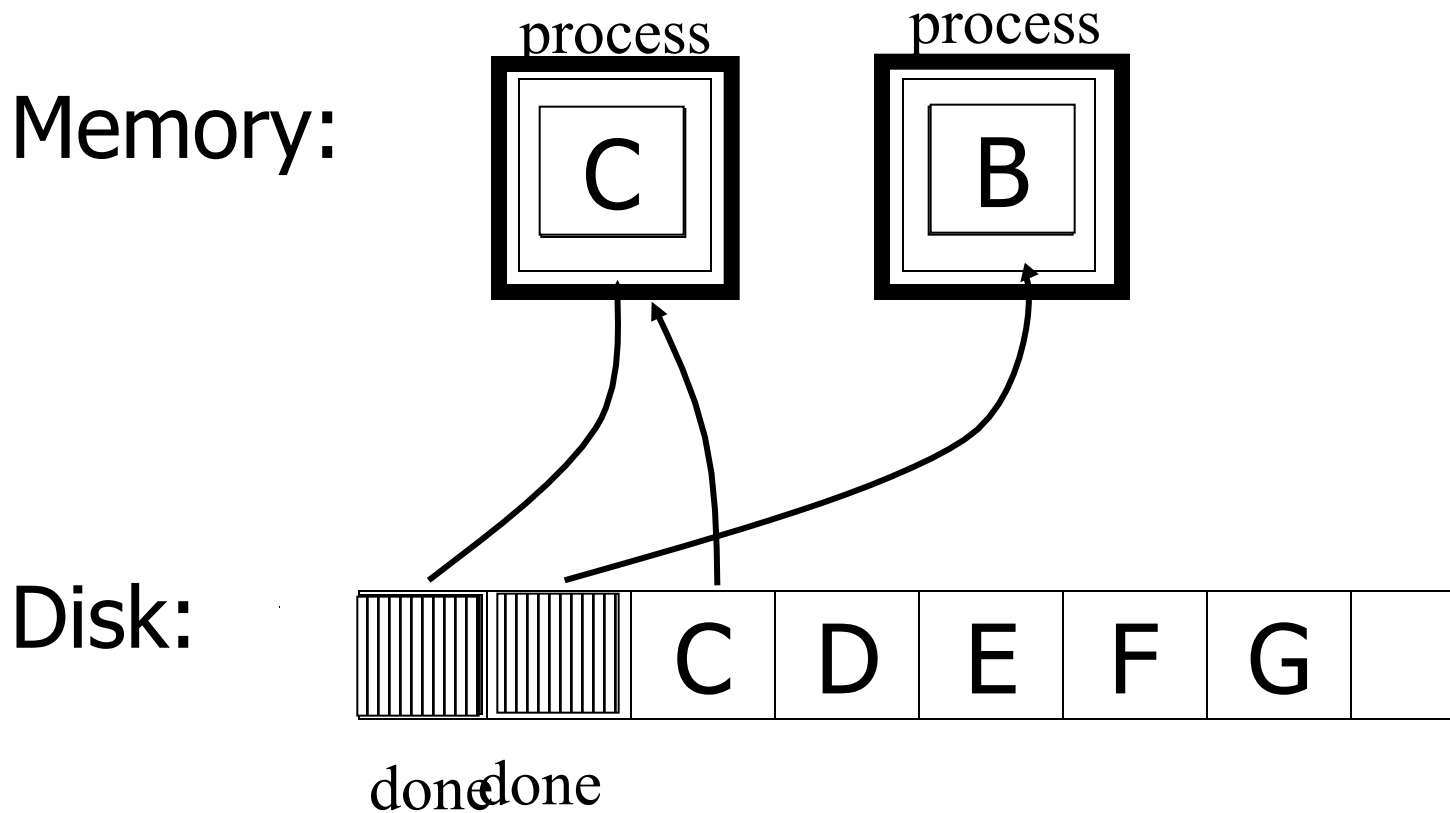 process process
Memory:
C B
Disk:
C D E F G
done done